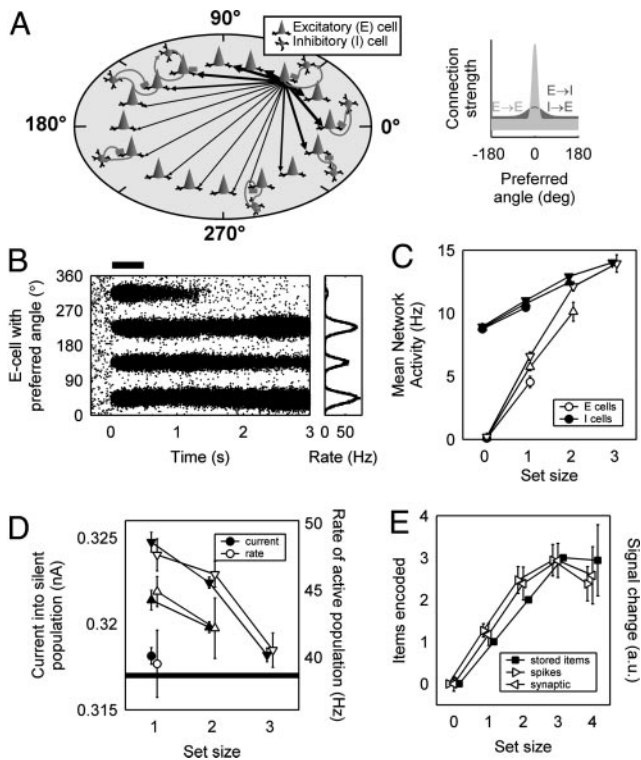 A
90°
Excitatory (E) cell
Inhibitory (I) cell
180°
0°
270°
Connection
strength
E→E
E→I
I→E
-180 0 180
Preferred
angle (deg)
B
E-cell with
preferred angle (°)
360
270
180
90
0
0 1 2 3
Time (s)
0 50
Rate (Hz)
C
Mean Network
Activity (Hz)
15
10
5
0
E cells
I cells
0 1 2 3
Set size
D
Current into silent
population (nA)
0.325
0.32
0.315
current
rate
50
45
40
Rate of active population (Hz)
1 2 3
Set size
E
Items encoded
4
3
2
1
0
stored items
spikes
synaptic
Signal change (a.u.)
0 1 2 3 4
Set size